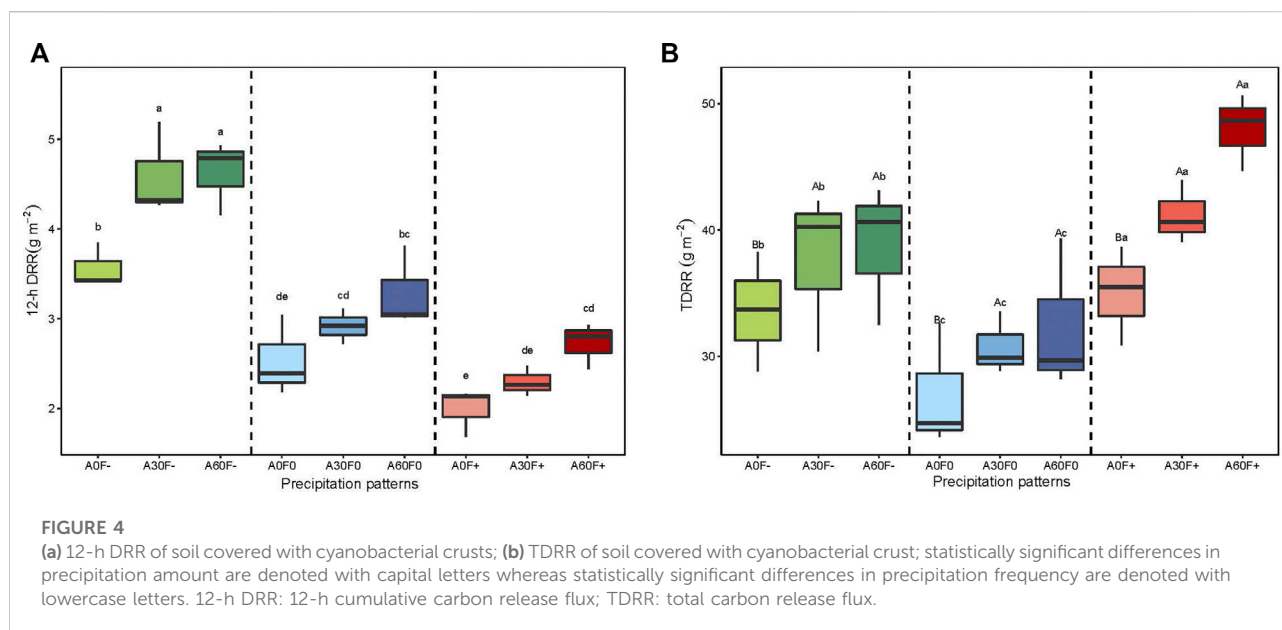 A
12-h DRR(g m⁻²)
5
4
3
2
b
a
a
de
cd
bc
e
de
cd
A0F-
A30F-
A60F-
A0F0
A30F0
A60F0
A0F+
A30F+
A60F+
Precipitation patterns
B
TDRR (g m⁻²)
50
40
30
Bb
Ab
Ab
Bc
Ac
Ac
Ba
Aa
Aa
A0F-
A30F-
A60F-
A0F0
A30F0
A60F0
A0F+
A30F+
A60F+
Precipitation patterns
FIGURE 4
(a) 12-h DRR of soil covered with cyanobacterial crusts; (b) TDRR of soil covered with cyanobacterial crust; statistically significant differences in
precipitation amount are denoted with capital letters whereas statistically significant differences in precipitation frequency are denoted with
lowercase letters. 12-h DRR: 12-h cumulative carbon release flux; TDRR: total carbon release flux.